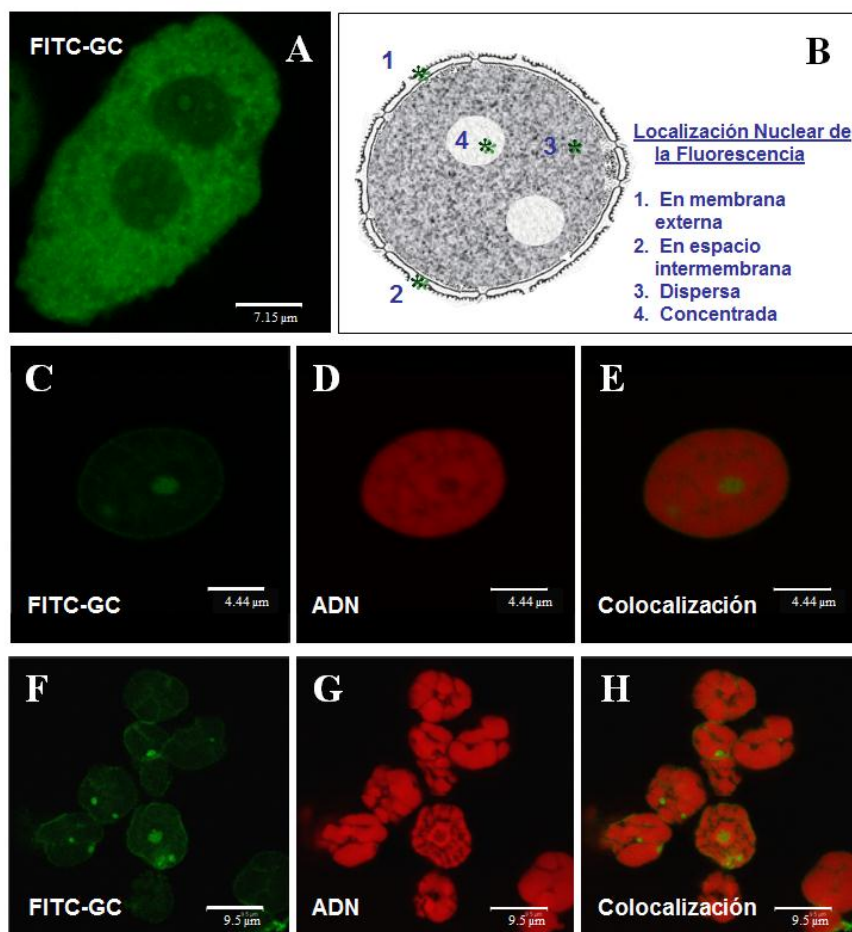 FITC-GC
A
7.15 µm
B
1
2
3
4
Localización Nuclear de
la Fluorescencia
1. En membrana
externa
2. En espacio
intermembrana
3. Dispersa
4. Concentrada
C
FITC-GC
4.44 µm
D
ADN
4.44 µm
E
Colocalización
4.44 µm
F
FITC-GC
9.5 µm
G
ADN
9.5 µm
H
Colocalización
9.5 µm